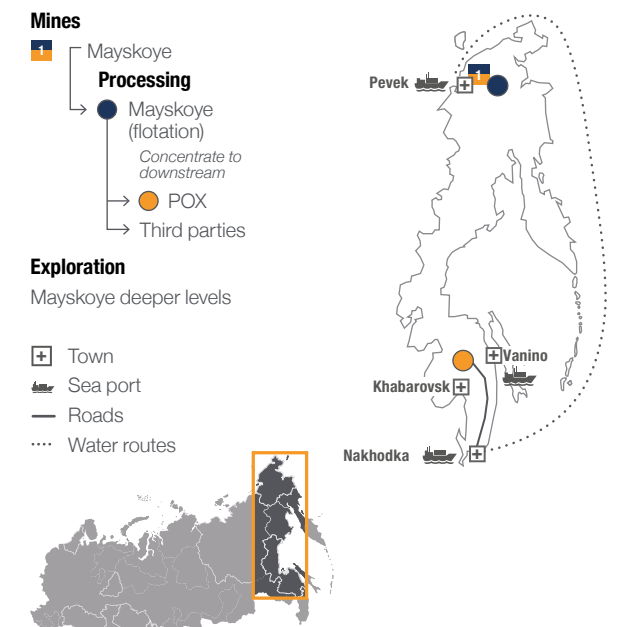 Mines
1
Mayskoye
Processing
Mayskoye
(flotation)
Concentrate to
downstream
POX
Third parties
Exploration
Mayskoye deeper levels
Town
Sea port
Roads
Water routes
Pevek
1
Vanino
Khabarovsk
Nakhodka